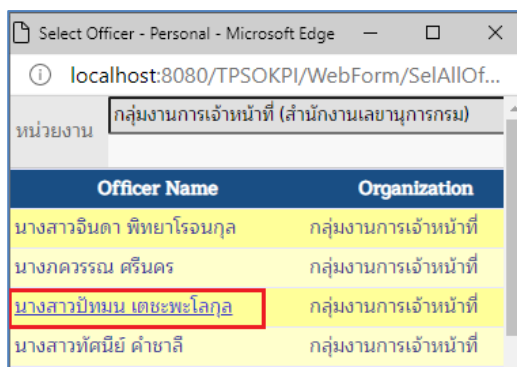 Select Officer - Personal - Microsoft Edge
localhost:8080/TPSOKPI/WebForm/SelAllOf...
หน่วยงาน กลุ่มงานการเจ้าหน้าที่ (สำนักงานเลขานุการกรม)
Officer Name Organization
นางสาวจินดา พิทยาโรจนกุล กลุ่มงานการเจ้าหน้าที่
นางภควรรณ ศรีนคร กลุ่มงานการเจ้าหน้าที่
นางสาวปัทมน เตชะพะโลกุล กลุ่มงานการเจ้าหน้าที่
นางสาวทัศนีย์ คำชาลี กลุ่มงานการเจ้าหน้าที่